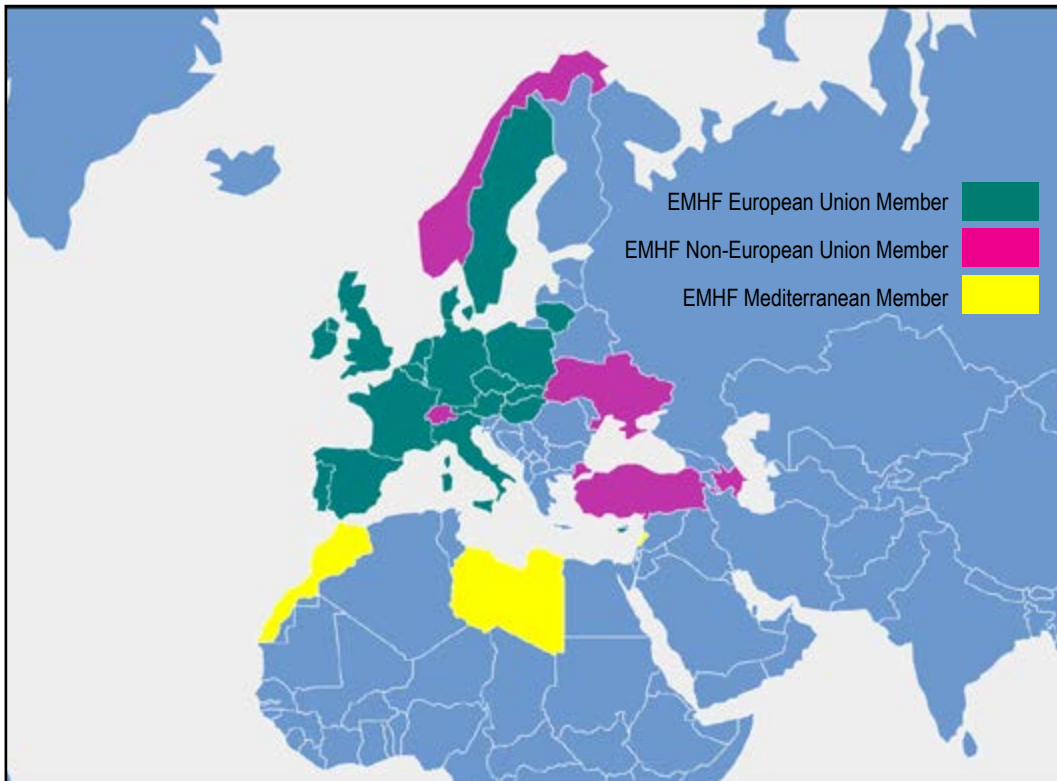 EMHF European Union Member
EMHF Non-European Union Member
EMHF Mediterranean Member